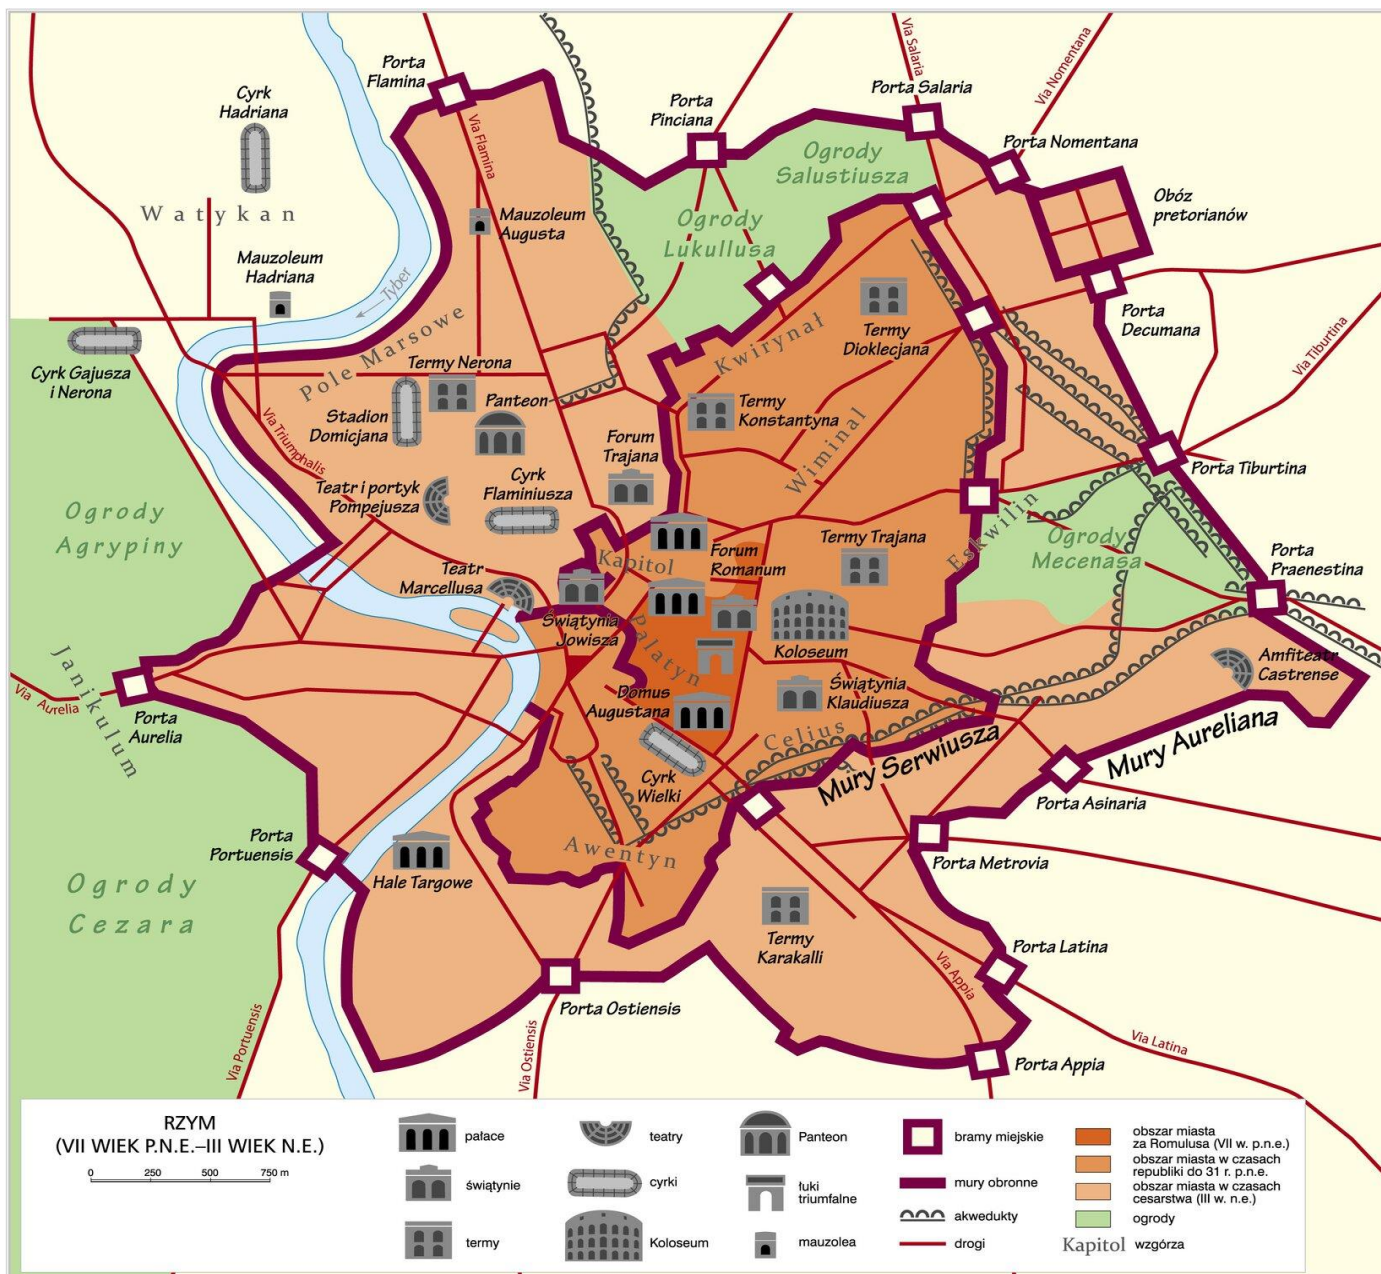 Porta
Flamina
Cyrk
Hadriana
Watykan
Mauzoleum
Hadriana
Tyber
Cyrk Gajusza
i Nerona
Via Flamina
Mauzoleum
Augusta
Pole Marsowe
Termy Nerona
Stadion
Domicjana
Panteon
Via Triumphalis
Teatr i portyk
Pompejusza
Cyrk
Flaminiusza
Forum
Trajana
Teatr
Marcellusa
Porta
Pinciana
Via Salaria
Porta Salaria
Via Nomentana
Porta Nomentana
Ogrody
Salustiusza
Ogrody
Lukullusa
Obóz
pretorianów
Porta
Decumana
Via Tiburtina
Porta Tiburtina
Kwirynał
Termy
Dioklecjana
Termy
Konstantyna
Wiminal
Termy Trajana
Eskwilin
Ogrody
Mecenasa
Porta
Praenestina
Amfiteatr
Castrense
Kapitol
Forum
Romanum
Świątynia
Jowisza
Palatyn
Koloseum
Domus
Augustana
Świątynia
Klaudiusza
Celius
Cyrk
Wielki
Mury Serwiusza
Mury Aureliana
Porta Asinaria
Porta Metrovia
Awentyn
Ogrody
Agrypiny
Janikulum
Via Aurelia
Porta
Aurelia
Porta
Portuensis
Hale Targowe
Ogrody
Cezara
Via Portuensis
Porta Ostiensis
Via Ostiensis
Termy
Karakalli
Via Appia
Porta Latina
Via Latina
Porta Appia
RZYM
(VII WIEK P.N.E.–III WIEK N.E.)
0 250 500 750 m
pałace
świątynie
termy
teatry
cyrki
Koloseum
Panteon
łuki
triumfalne
mauzolea
bramy miejskie
mury obronne
akwedukty
drogi
obszar miasta
za Romulusa (VII w. p.n.e.)
obszar miasta w czasach
republiki do 31 r. p.n.e.
obszar miasta w czasach
cesarstwa (III w. n.e.)
ogrody
Kapitol wzgórza